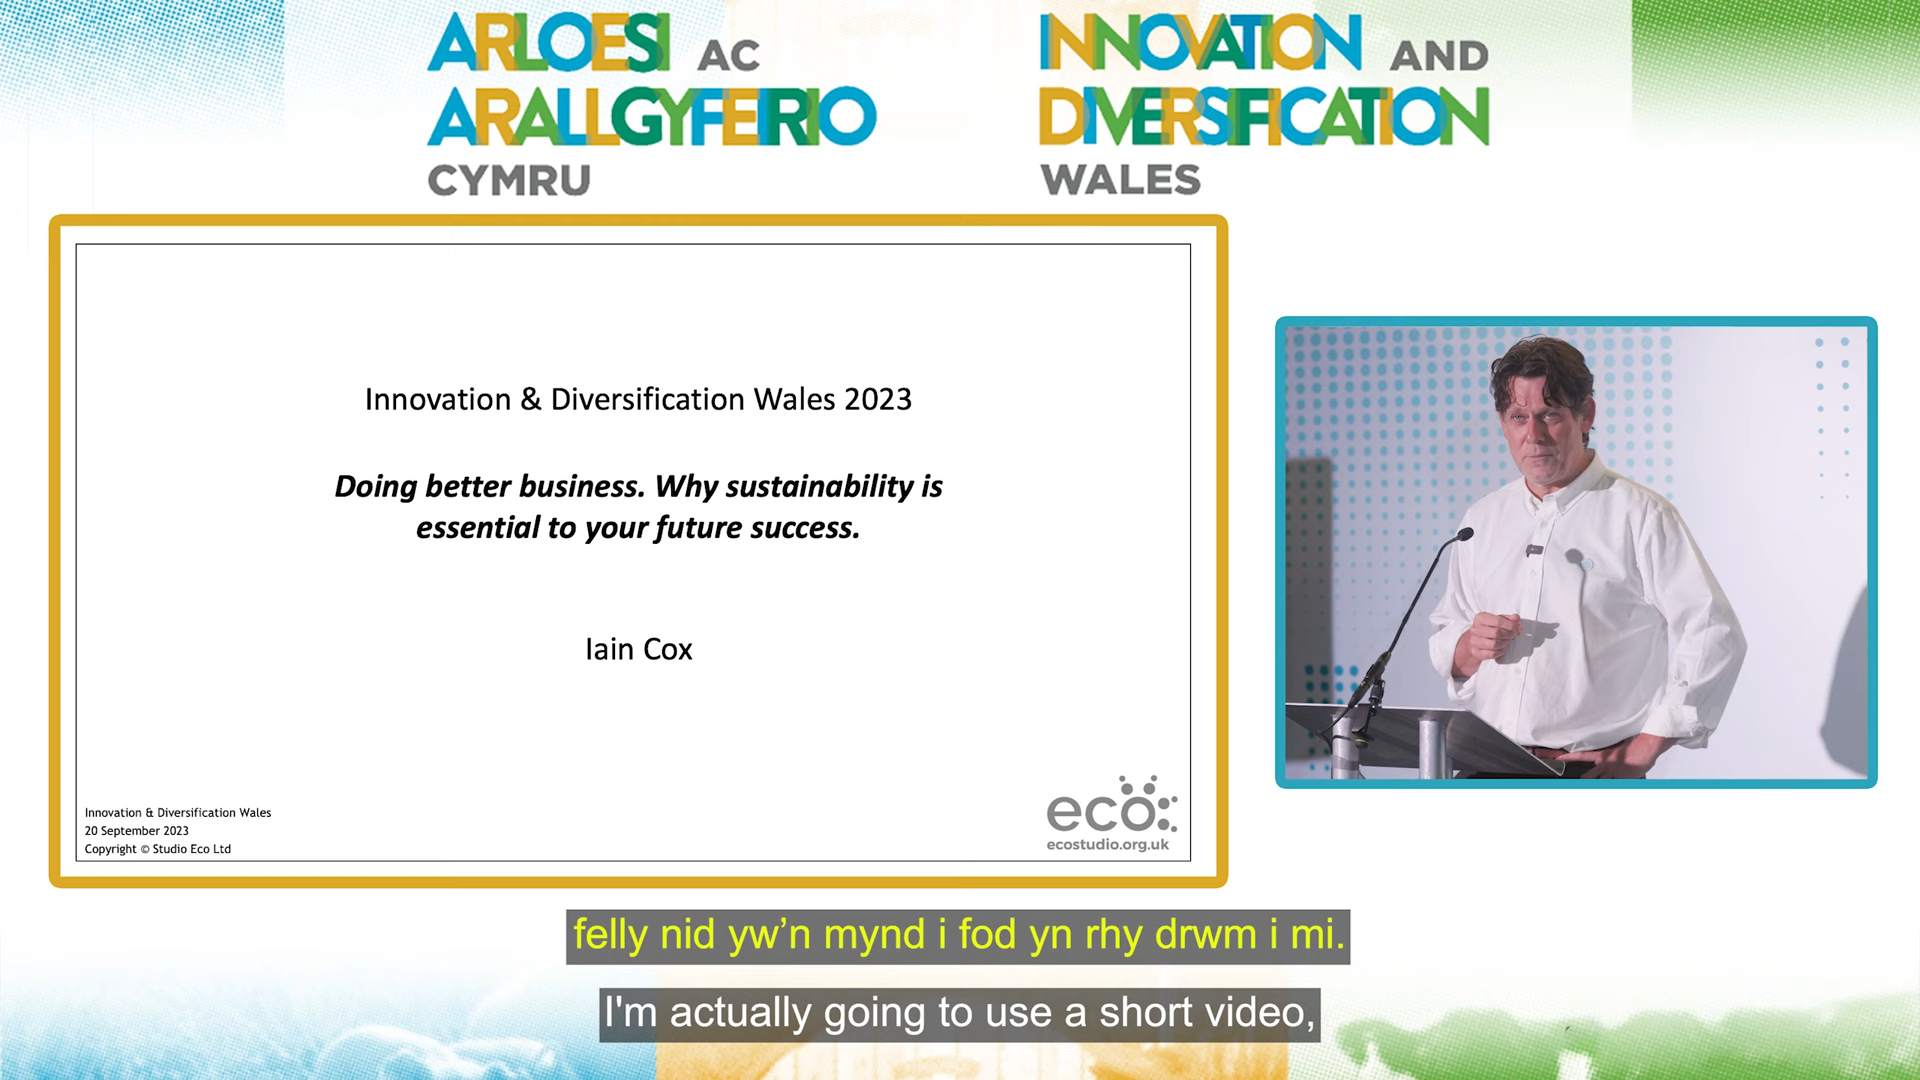 ARLOESI AC
ARALLGYFEIRIO
CYMRU
INNOVATION AND
DIVERSIFICATION
WALES
Innovation & Diversification Wales 2023
Doing better business. Why sustainability is
essential to your future success.
Iain Cox
Innovation & Diversification Wales
20 September 2023
Copyright © Studio Eco Ltd
eco
ecostudio.org.uk
felly nid yw’n mynd i fod yn rhy drwm i mi.
I'm actually going to use a short video,